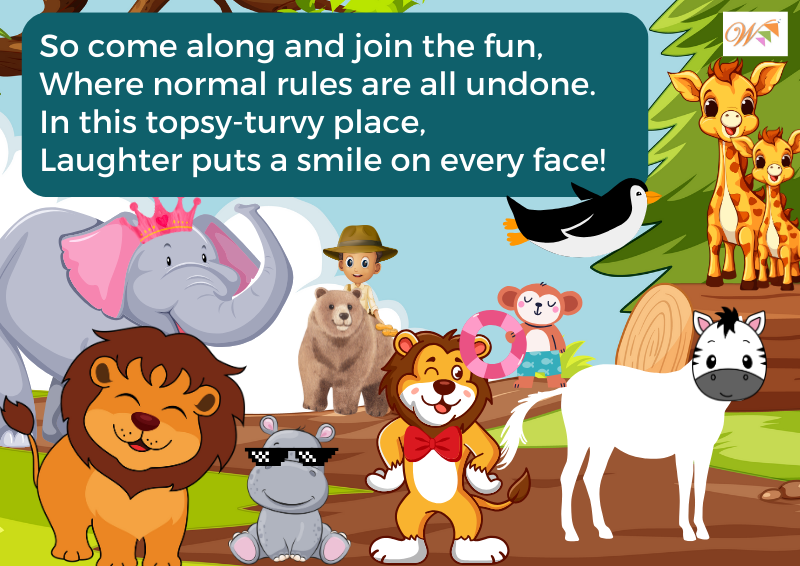 So come along and join the fun,
Where normal rules are all undone.
In this topsy-turvy place,
Laughter puts a smile on every face!
W